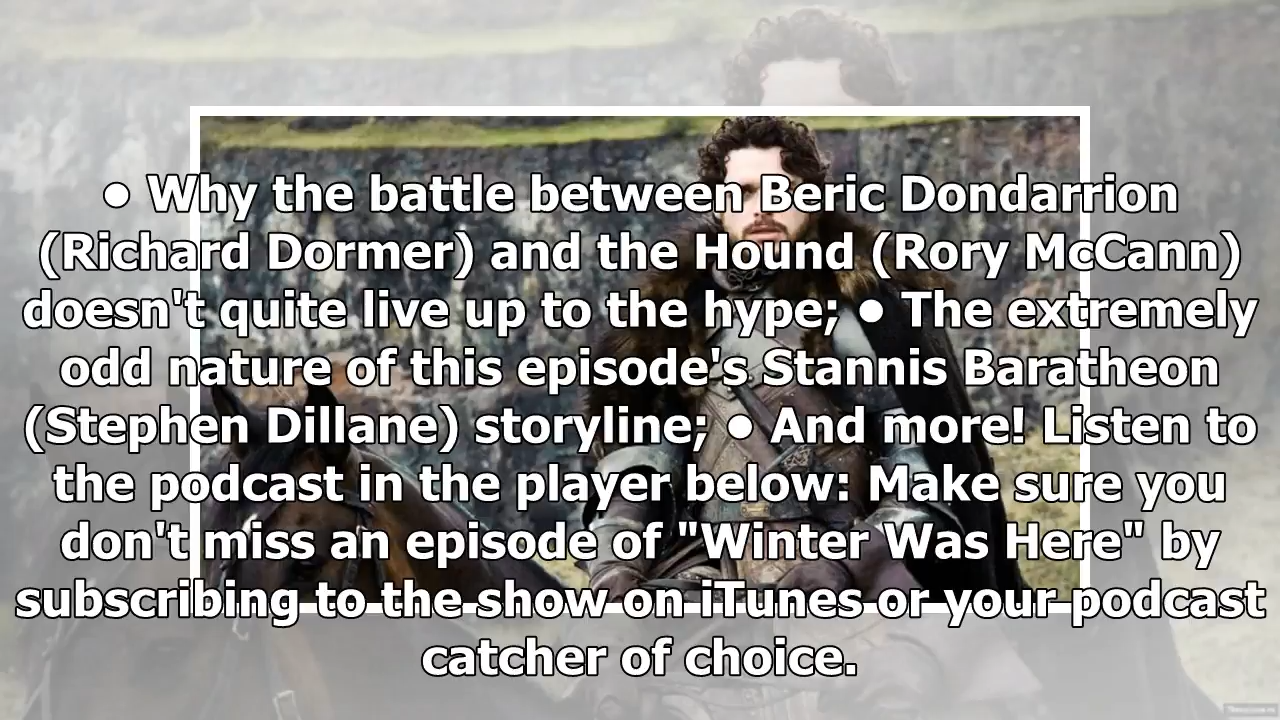 ● Why the battle between Beric Dondarrion
(Richard Dormer) and the Hound (Rory McCann)
doesn't quite live up to the hype; ● The extremely
odd nature of this episode's Stannis Baratheon
(Stephen Dillane) storyline; ● And more! Listen to
the podcast in the player below: Make sure you
don't miss an episode of "Winter Was Here" by
subscribing to the show on iTunes or your podcast
catcher of choice.